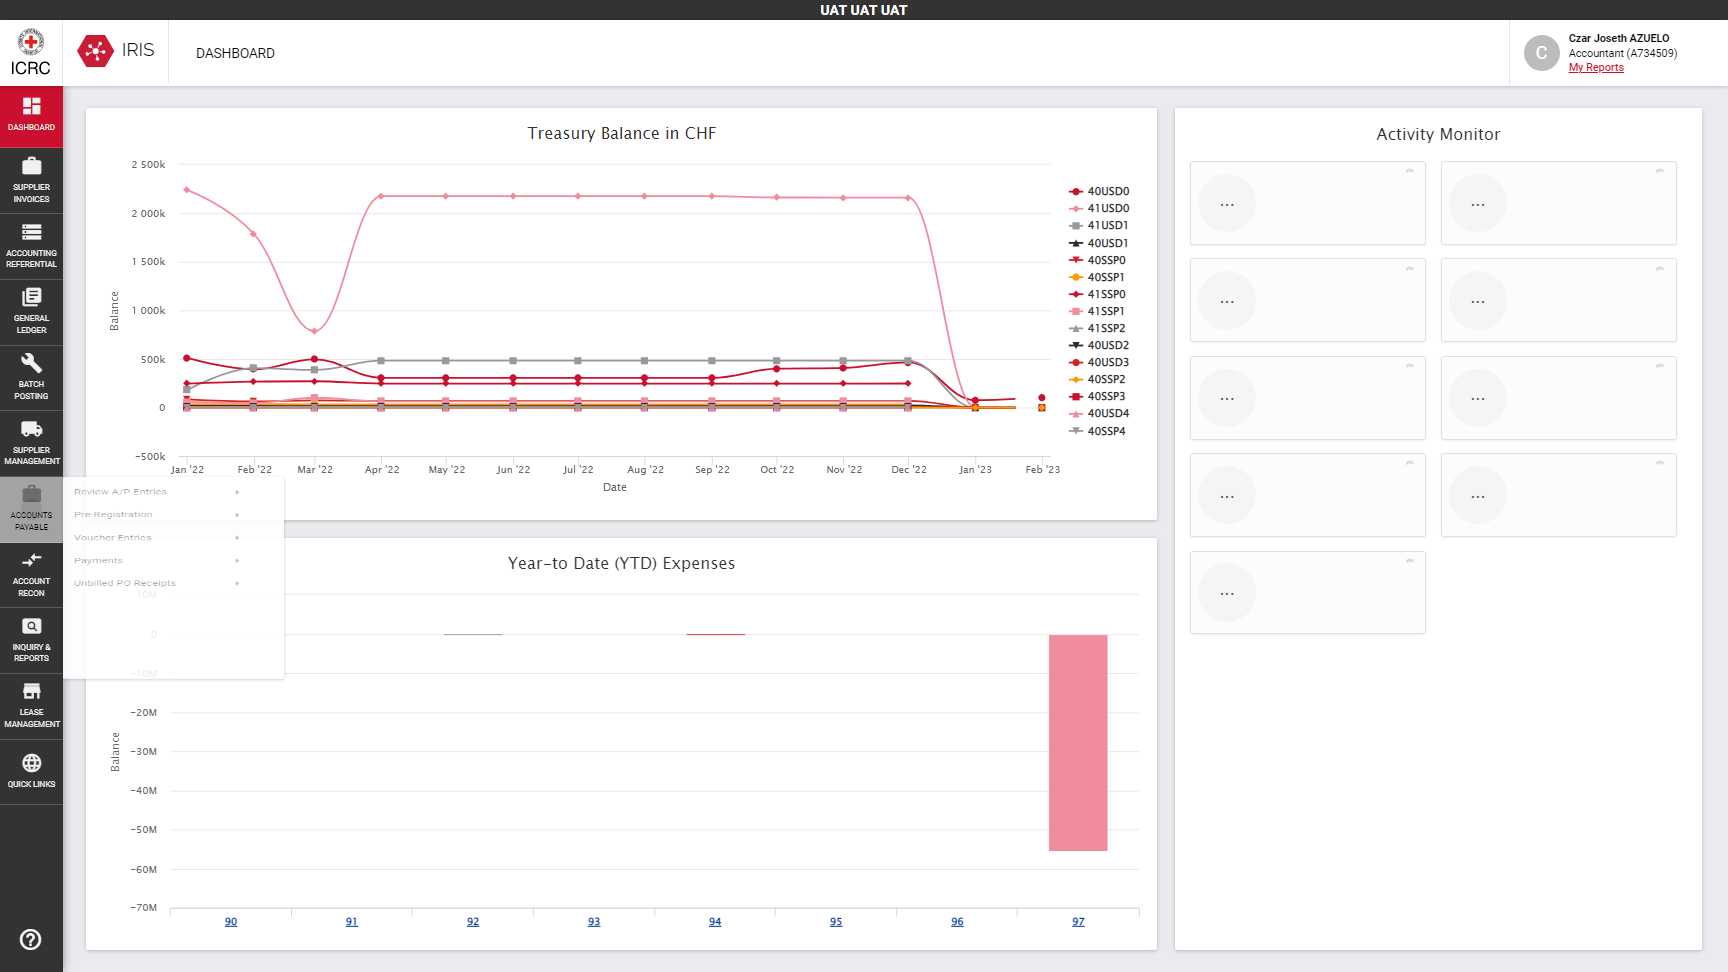 UAT UAT UAT
ICRC
IRIS
DASHBOARD
C
Czar Joseth AZUELO
Accountant (A734509)
My Reports
DASHBOARD
SUPPLIER
INVOICES
ACCOUNTING
REFERENTIAL
GENERAL
LEDGER
BATCH
POSTING
SUPPLIER
MANAGEMENT
ACCOUNTS
PAYABLE
ACCOUNT
RECON
INQUIRY &
REPORTS
LEASE
MANAGEMENT
QUICK LINKS
Review A/P Entries
Pre-Registration
Voucher Entries
Payments
Unbilled PO Receipts
Treasury Balance in CHF
2 500k
2 000k
1 500k
1 000k
500k
0
-500k
Balance
Jan '22 Feb '22 Mar '22 Apr '22 May '22 Jun '22 Jul '22 Aug '22 Sep '22 Oct '22 Nov '22 Dec '22 Jan '23 Feb '23
Date
40USD0
41USD0
41USD1
40USD1
40SSP0
40SSP1
41SSP0
41SSP1
41SSP2
40USD2
40USD3
40SSP2
40SSP3
40USD4
40SSP4
Year-to Date (YTD) Expenses
10M
0
-10M
-20M
-30M
-40M
-50M
-60M
-70M
Balance
90 91 92 93 94 95 96 97
Activity Monitor
... ...
... ...
... ...
... ...
...